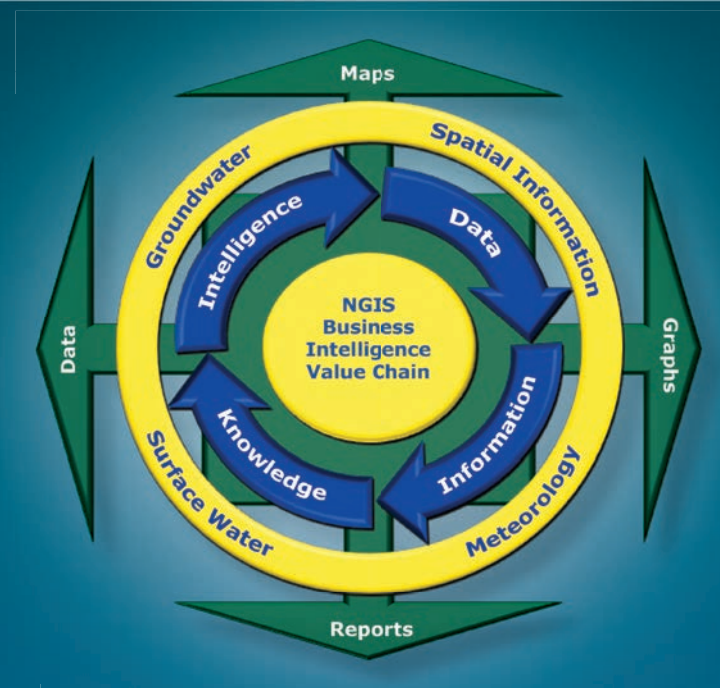 Maps
Groundwater
Spatial Information
Intelligence
Data
NGIS
Business
Intelligence
Value Chain
Data
Graphs
Knowledge
Information
Surface Water
Meteorology
Reports